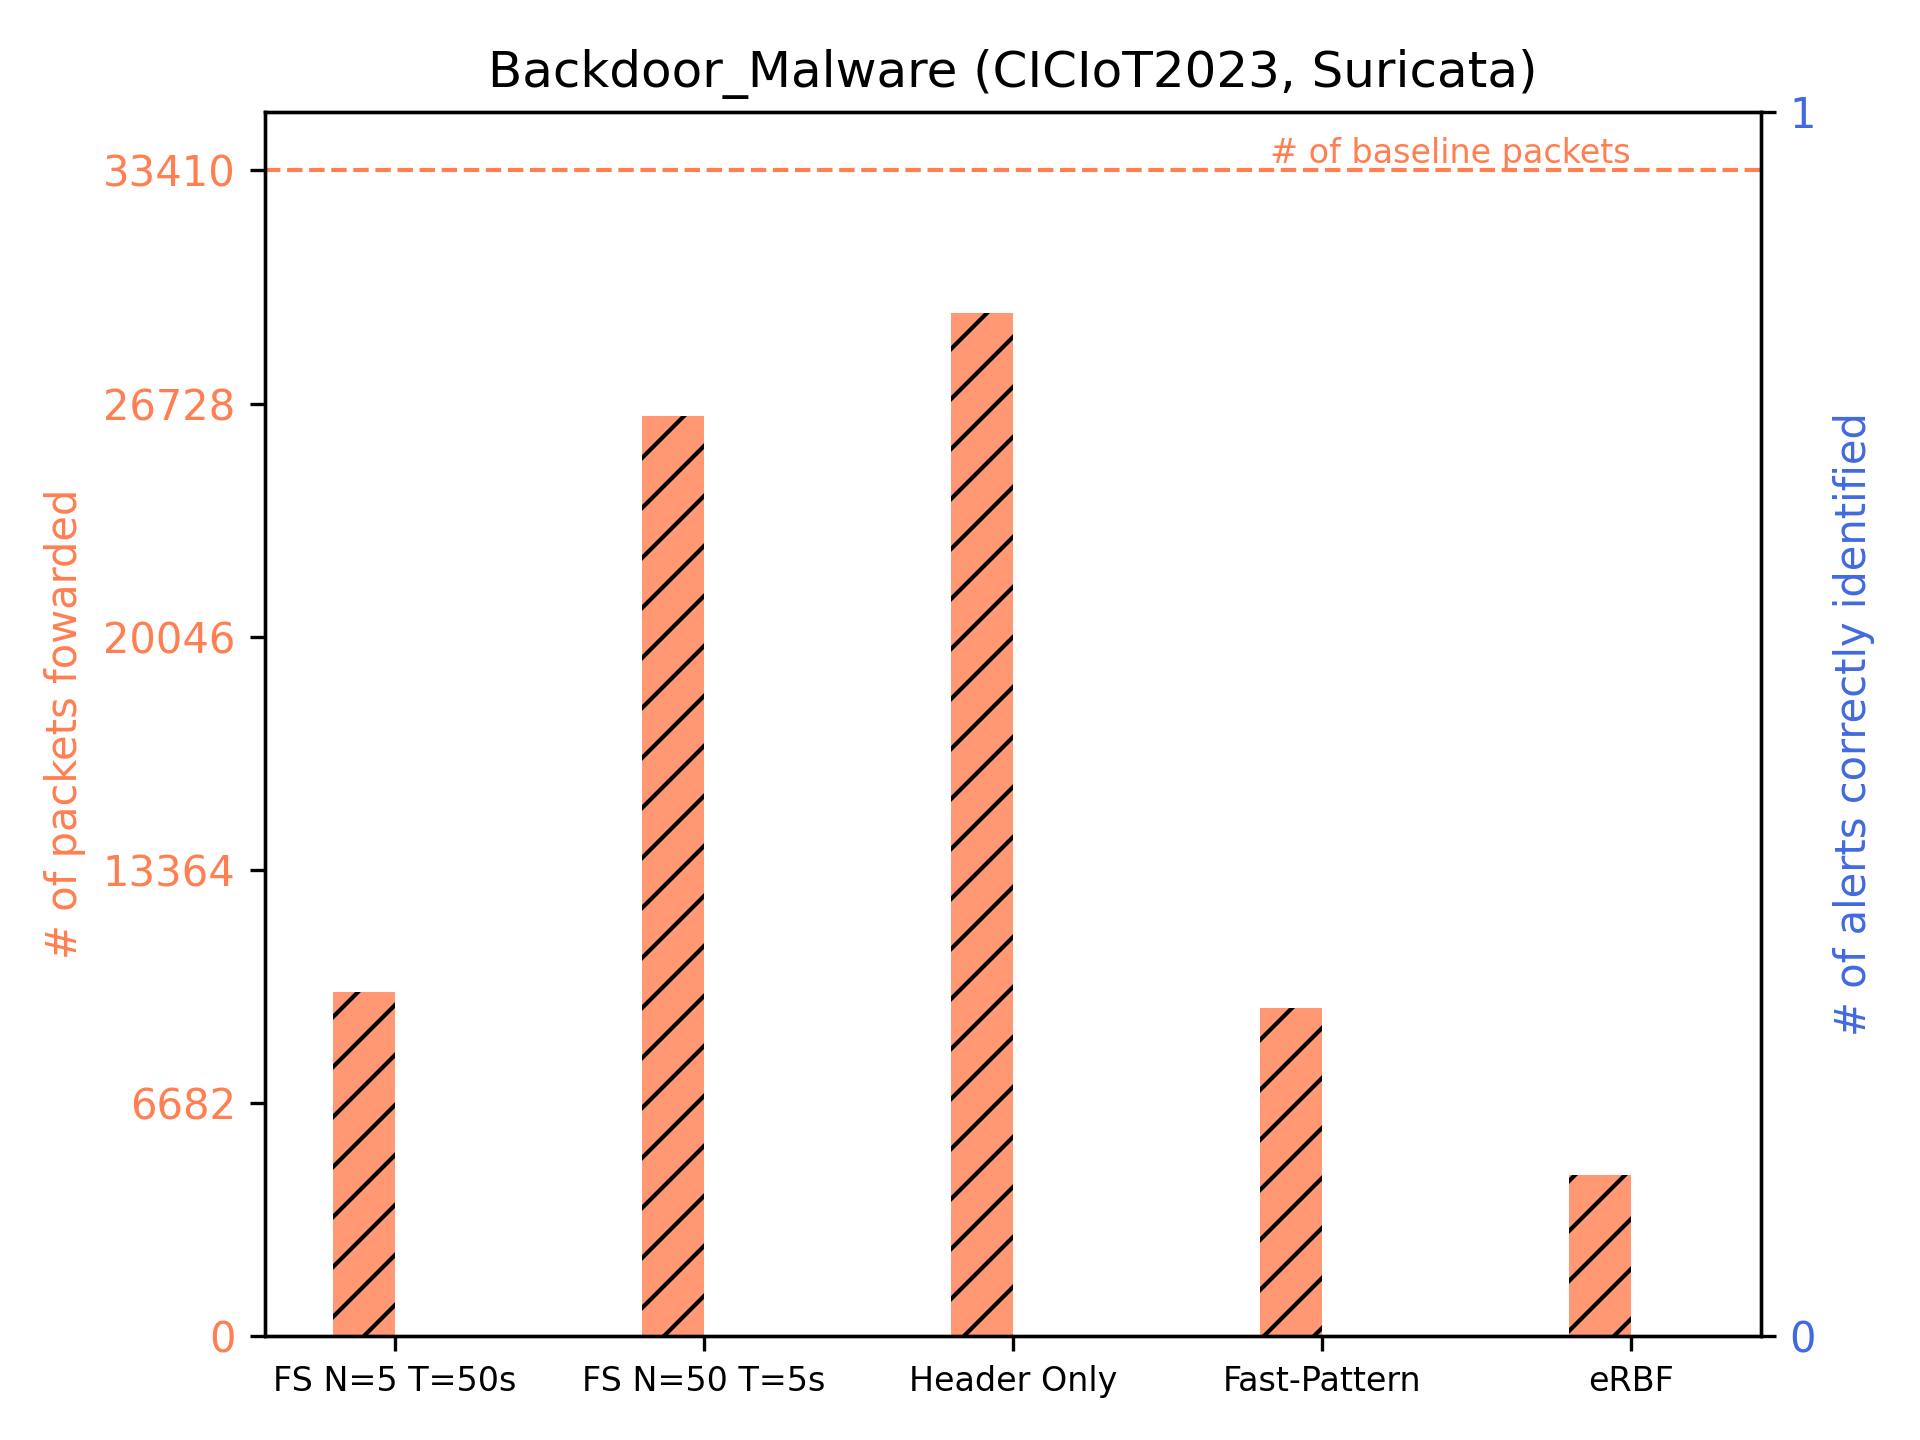 Backdoor_Malware (CICIoT2023, Suricata)
# of packets fowarded
33410
26728
20046
13364
6682
0
# of baseline packets
1
0
# of alerts correctly identified
FS N=5 T=50s
FS N=50 T=5s
Header Only
Fast-Pattern
eRBF